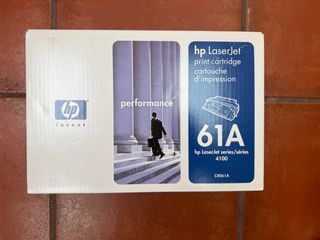 hp
invent
performance
hp LaserJet
print cartridge
cartouche
d'impression
61A
hp LaserJet series/séries
4100
C8061A